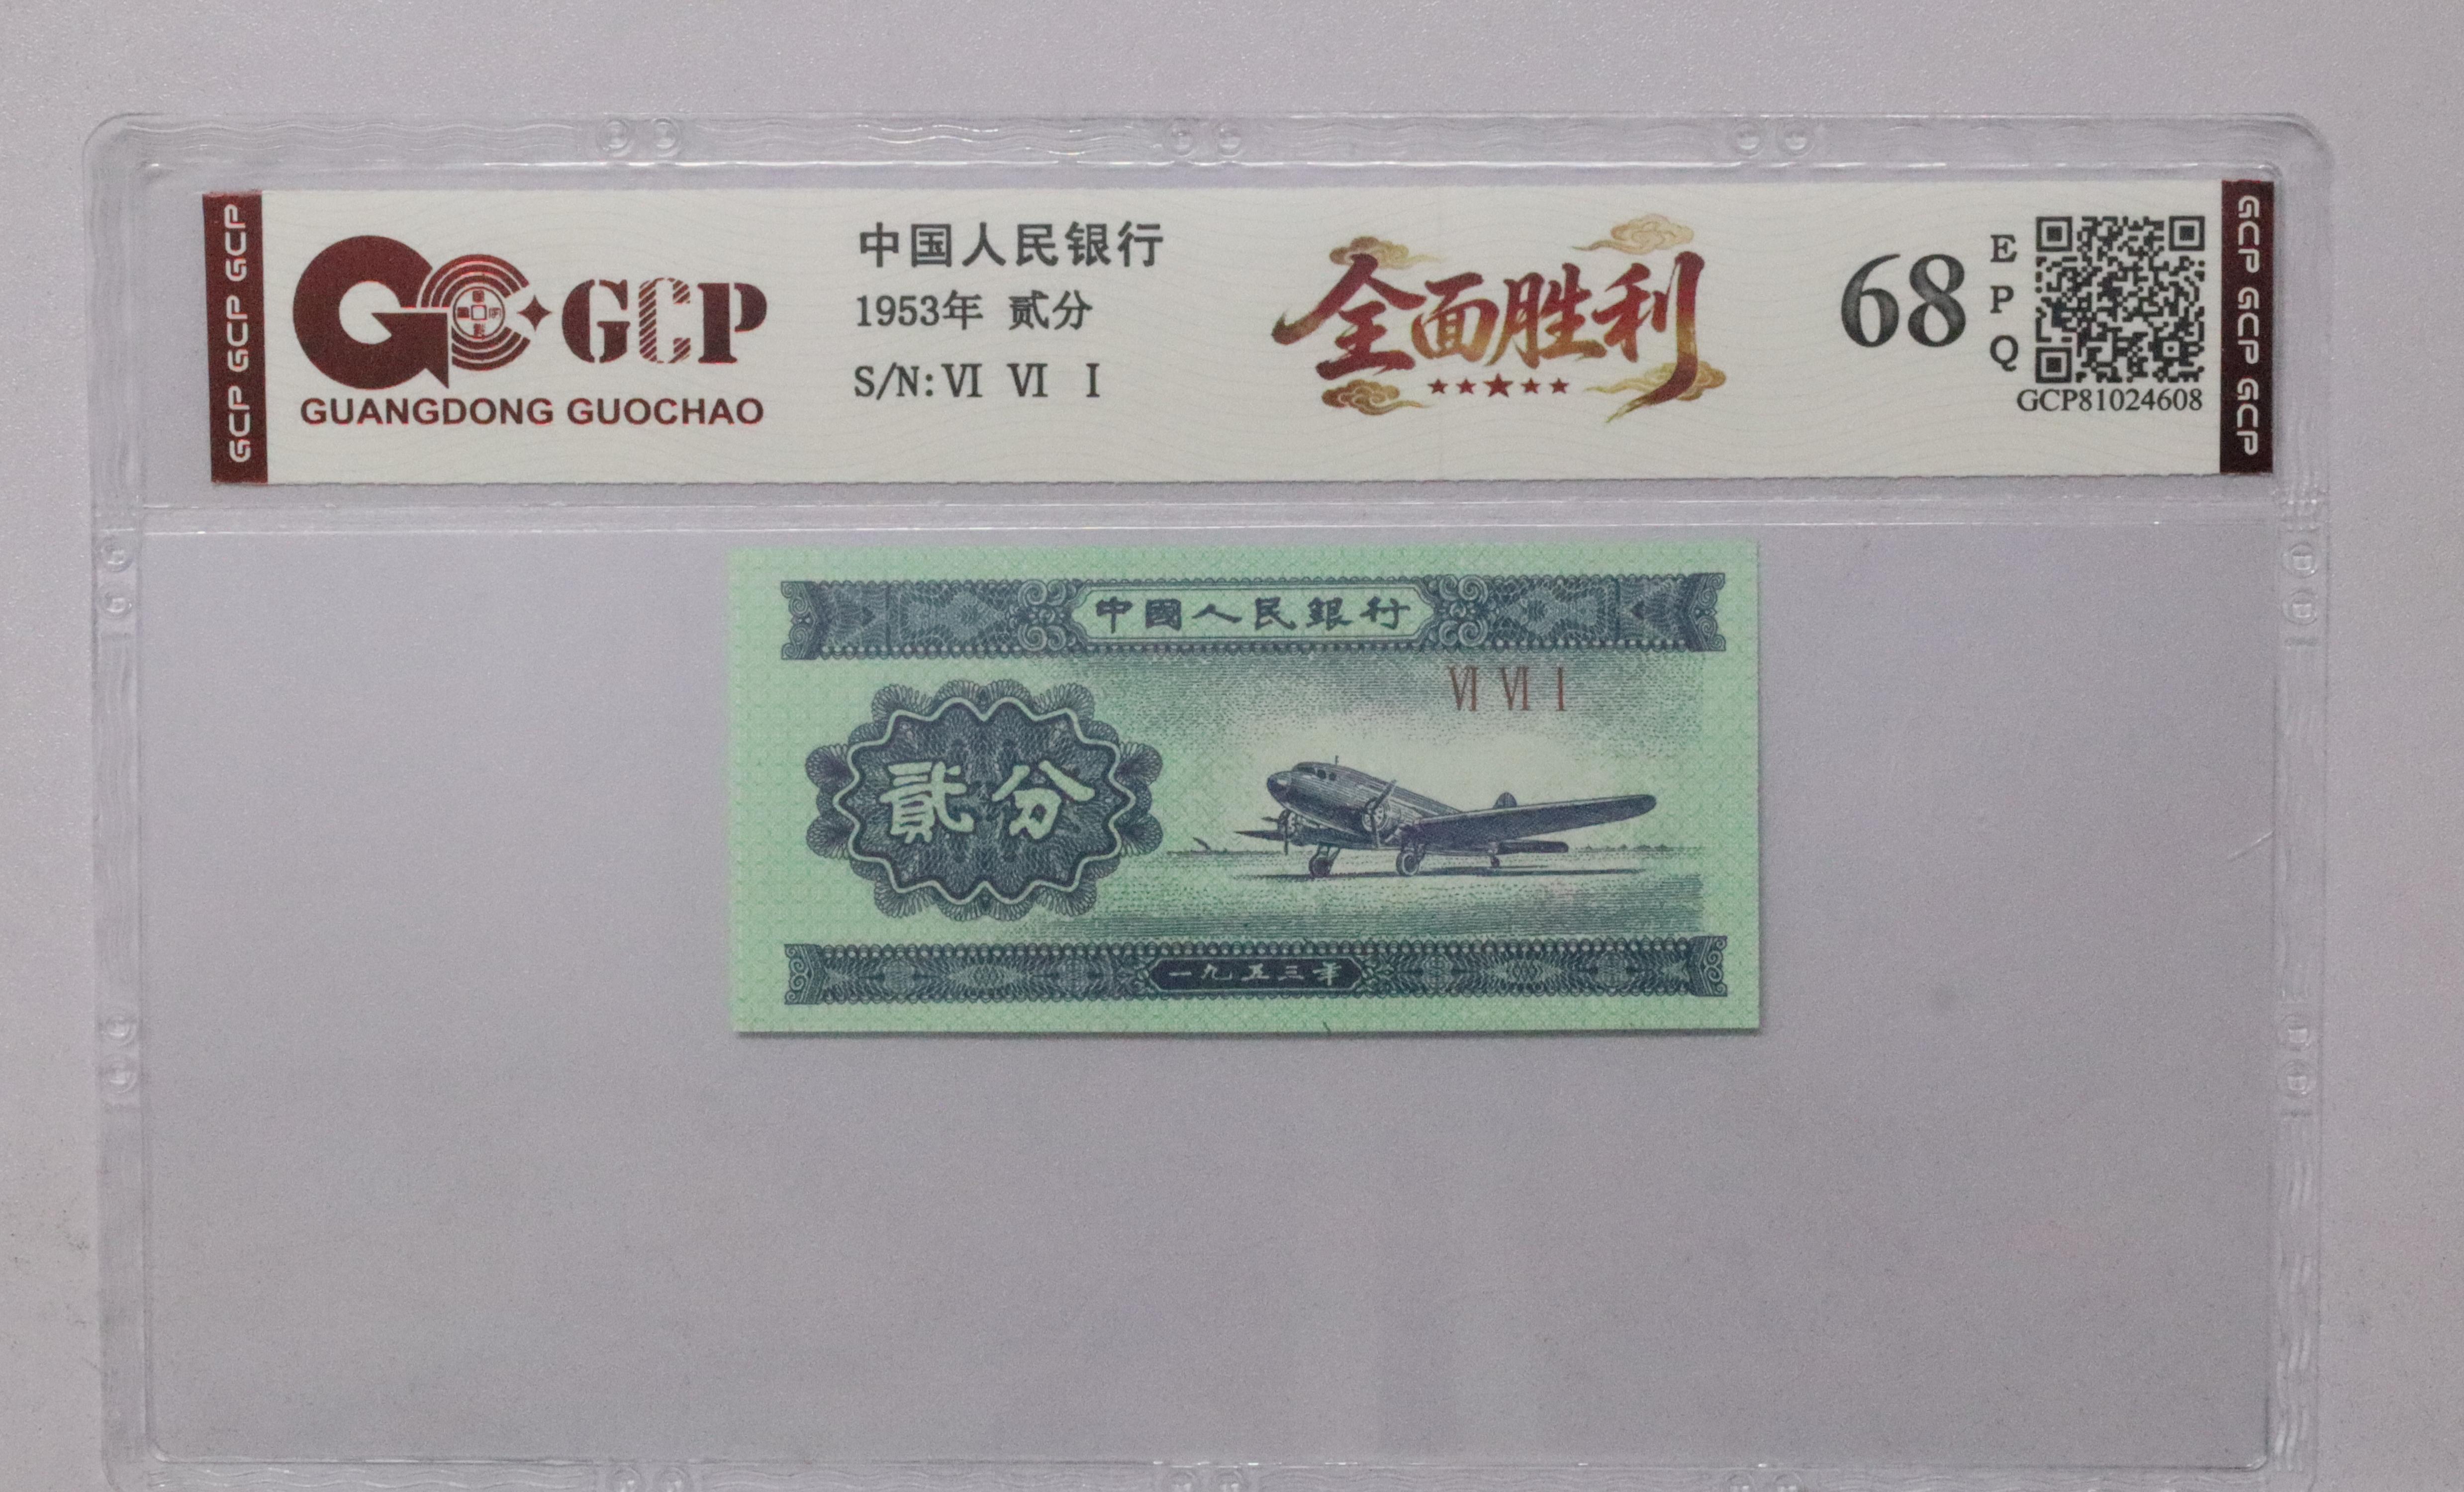 GCP GCP GCP
GCP
GUANGDONG GUOCHAO
中国人民银行
1953年 贰分
S/N: VI VI I
全面胜利
68
E
P
Q
GCP81024608
GCP GCP GCP
中國人民銀行
VI VI I
貳分
一九五三年